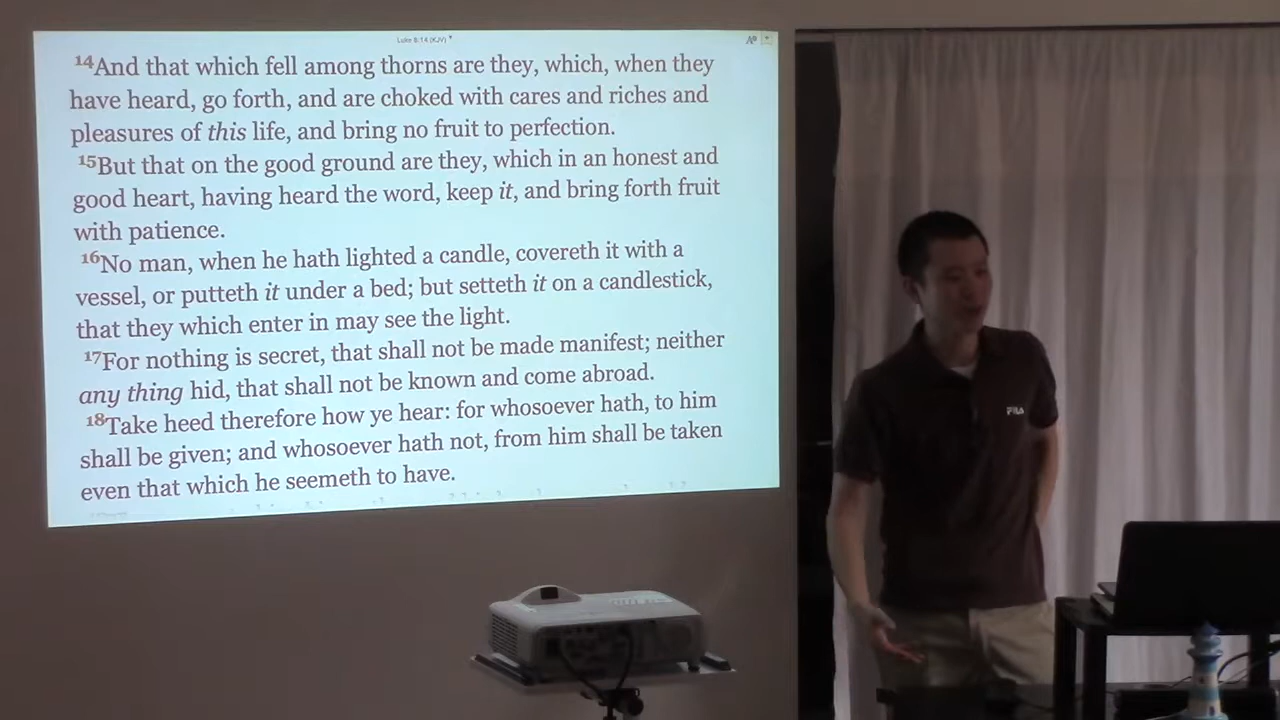 Luke 8:14 (KJV)
14And that which fell among thorns are they, which, when they
have heard, go forth, and are choked with cares and riches and
pleasures of this life, and bring no fruit to perfection.
15But that on the good ground are they, which in an honest and
good heart, having heard the word, keep it, and bring forth fruit
with patience.
16No man, when he hath lighted a candle, covereth it with a
vessel, or putteth it under a bed; but setteth it on a candlestick,
that they which enter in may see the light.
17For nothing is secret, that shall not be made manifest; neither
any thing hid, that shall not be known and come abroad.
18Take heed therefore how ye hear: for whosoever hath, to him
shall be given; and whosoever hath not, from him shall be taken
even that which he seemeth to have.
FILA